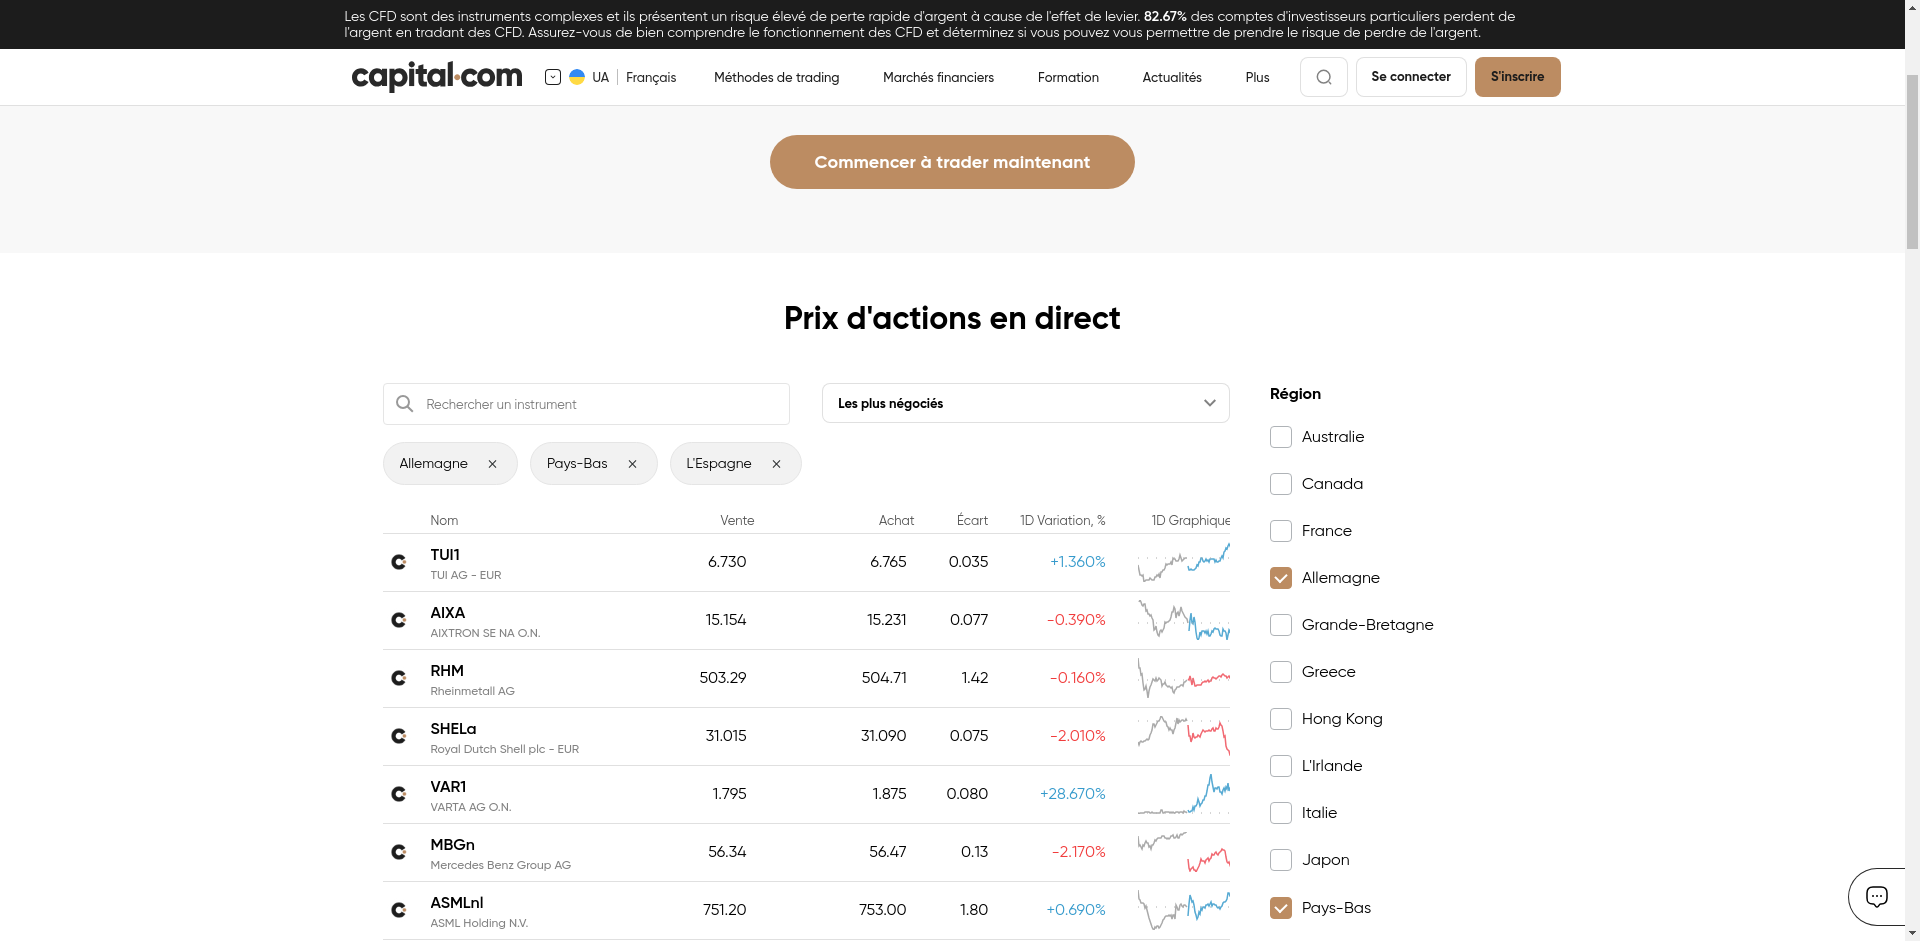 Les CFD sont des instruments complexes et ils présentent un risque élevé de perte rapide d'argent à cause de l'effet de levier. 82.67% des comptes d'investisseurs particuliers perdent de
l'argent en tradant des CFD. Assurez-vous de bien comprendre le fonctionnement des CFD et déterminez si vous pouvez vous permettre de prendre le risque de perdre de l'argent.
capital.com UA Français Méthodes de trading Marchés financiers Formation Actualités Plus Se connecter S'inscrire
Commencer à trader maintenant
Prix d'actions en direct
Rechercher un instrument
Les plus négociés
Allemagne × Pays-Bas × L'Espagne ×
Nom Vente Achat Écart 1D Variation, % 1D Graphique
TUI1 6.730 6.765 0.035 +1.360%
TUI AG - EUR
AIXA 15.154 15.231 0.077 -0.390%
AIXTRON SE NA O.N.
RHM 503.29 504.71 1.42 -0.160%
Rheinmetall AG
SHELa 31.015 31.090 0.075 -2.010%
Royal Dutch Shell plc - EUR
VAR1 1.795 1.875 0.080 +28.670%
VARTA AG O.N.
MBGn 56.34 56.47 0.13 -2.170%
Mercedes Benz Group AG
ASMLnl 751.20 753.00 1.80 +0.690%
ASML Holding N.V.
Région
Australie
Canada
France
Allemagne
Grande-Bretagne
Greece
Hong Kong
L'Irlande
Italie
Japon
Pays-Bas